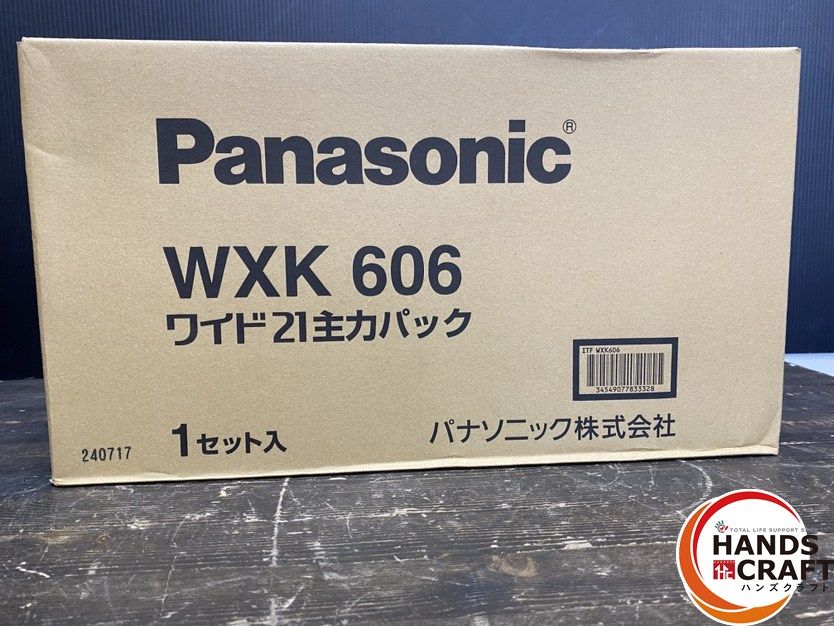 Panasonic®
WXK 606
ワイド21主力パック
ITF WXK606
34549077833328
240717
1セット入
パナソニック株式会社
TOTAL LIFE SUPPORT
HANDS
CRAFT
ハンズクラフト